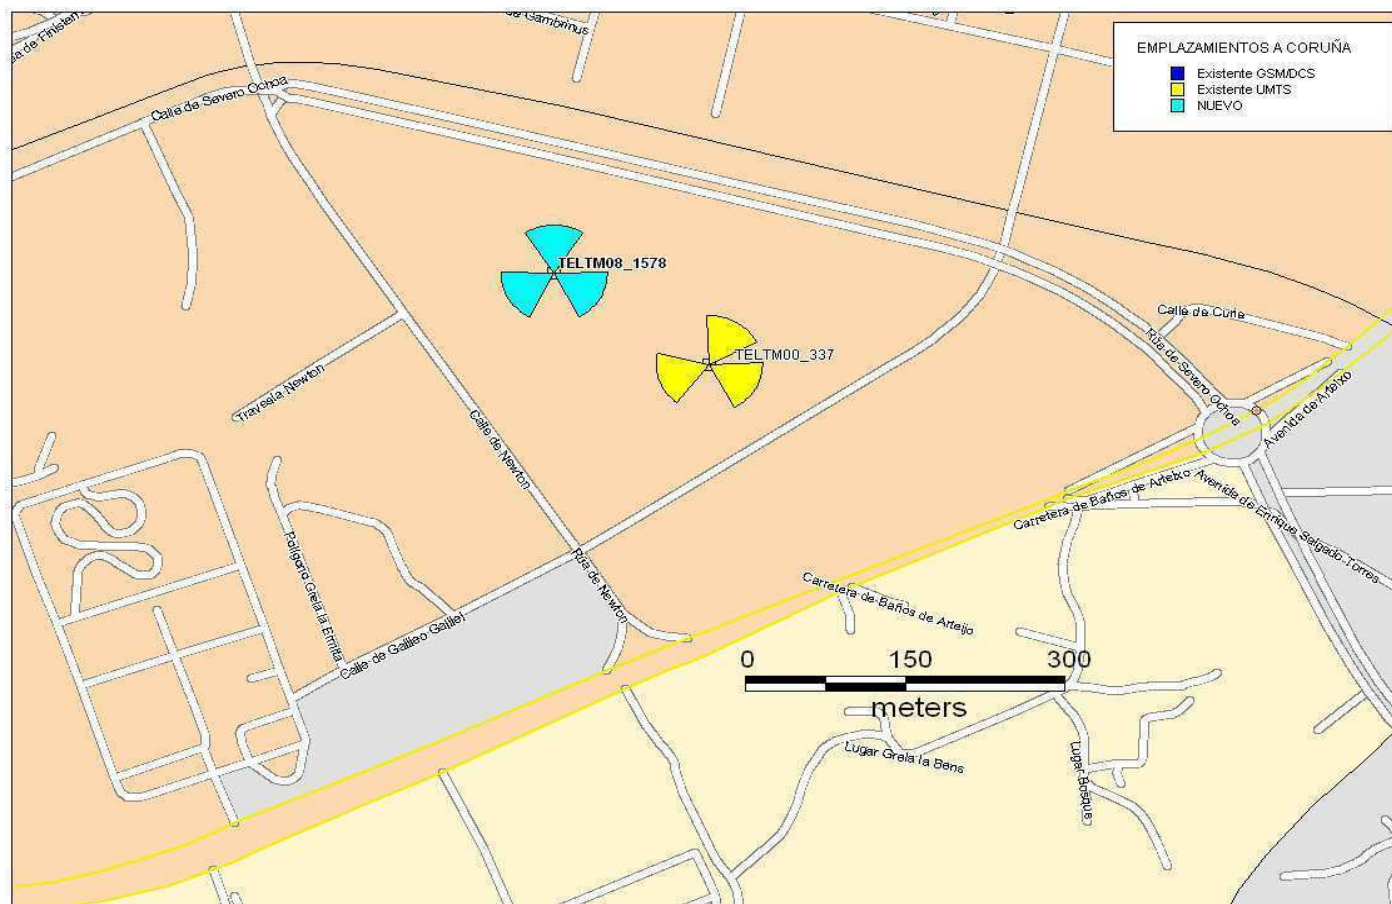 de Gambrinus
EMPLAZAMIENTOS A CORUÑA
Existente GSM/DCS
Existente UMTS
NUEVO
Calle de Severo Ochoa
TELTM08_1578
TELTM00_337
Calle de Curie
Rúa de Severo Ochoa
Avenida de Arteixo
Travesía Newton
Calle de Newton
Carretera de Baños de Arteixo
Avenida de Enrique Salgado Torres
Polígono Grela la Ermita
Rúa de Newton
Carretera de Baños de Arteijo
Calle de Galileo Galilei
0 150 300
meters
Lugar Grela la Bens
Lugar Bosque